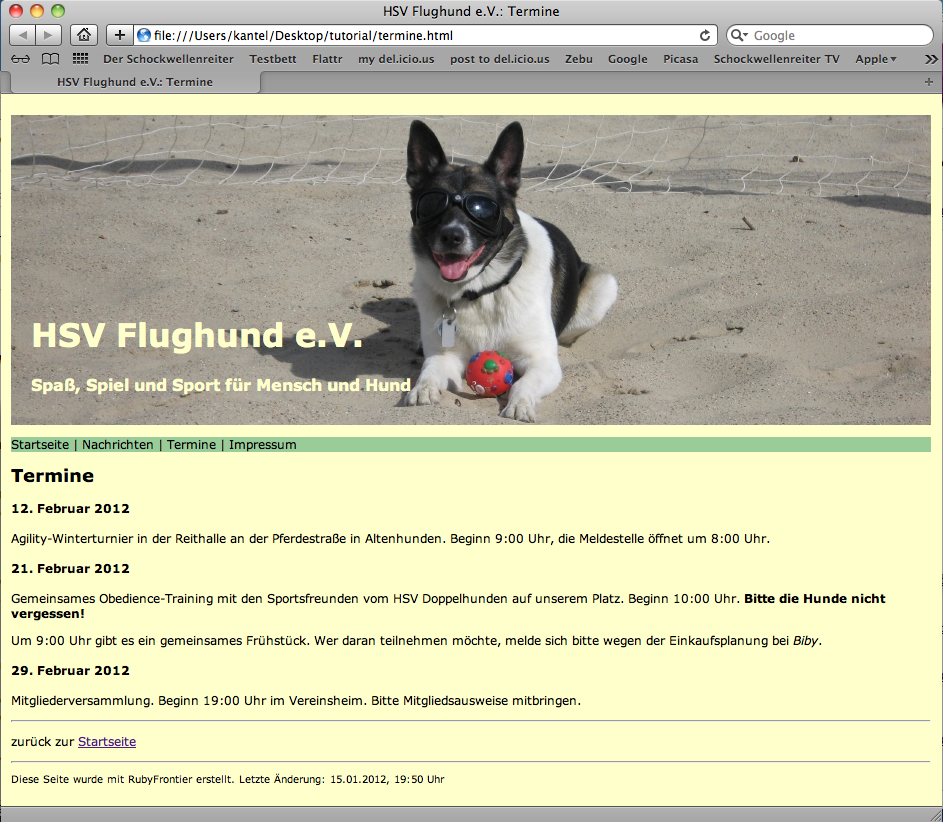 HSV Flughund e.V.: Termine
file:///Users/kantel/Desktop/tutorial/termine.html
Google
Der Schockwellenreiter Testbett Flattr my del.icio.us post to del.icio.us Zebu Google Picasa Schockwellenreiter TV Apple
HSV Flughund e.V.: Termine
HSV Flughund e.V.
Spaß, Spiel und Sport für Mensch und Hund
Startseite | Nachrichten | Termine | Impressum
Termine
12. Februar 2012
Agility-Winterturnier in der Reithalle an der Pferdestraße in Altenhunden. Beginn 9:00 Uhr, die Meldestelle öffnet um 8:00 Uhr.
21. Februar 2012
Gemeinsames Obedience-Training mit den Sportsfreunden vom HSV Doppelhunden auf unserem Platz. Beginn 10:00 Uhr. Bitte die Hunde nicht
vergessen!
Um 9:00 Uhr gibt es ein gemeinsames Frühstück. Wer daran teilnehmen möchte, melde sich bitte wegen der Einkaufsplanung bei Biby.
29. Februar 2012
Mitgliederversammlung. Beginn 19:00 Uhr im Vereinsheim. Bitte Mitgliedsausweise mitbringen.
zurück zur Startseite
Diese Seite wurde mit RubyFrontier erstellt. Letzte Änderung: 15.01.2012, 19:50 Uhr